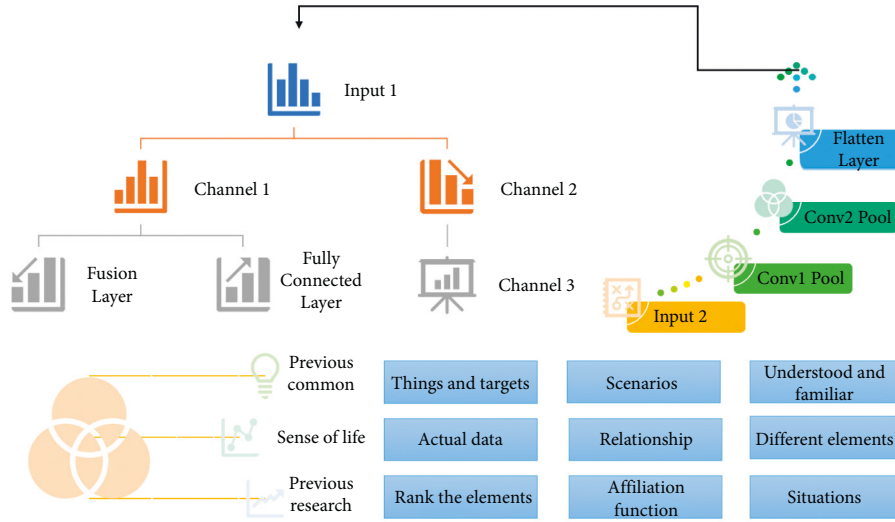 Input 1
Channel 1
Channel 2
Fusion
Layer
Fully
Connected
Layer
Channel 3
Flatten
Layer
Conv2 Pool
Conv1 Pool
Input 2
Previous
common
Things and targets
Scenarios
Understood and
familiar
Sense of life
Actual data
Relationship
Different elements
Previous
research
Rank the elements
Affiliation
function
Situations